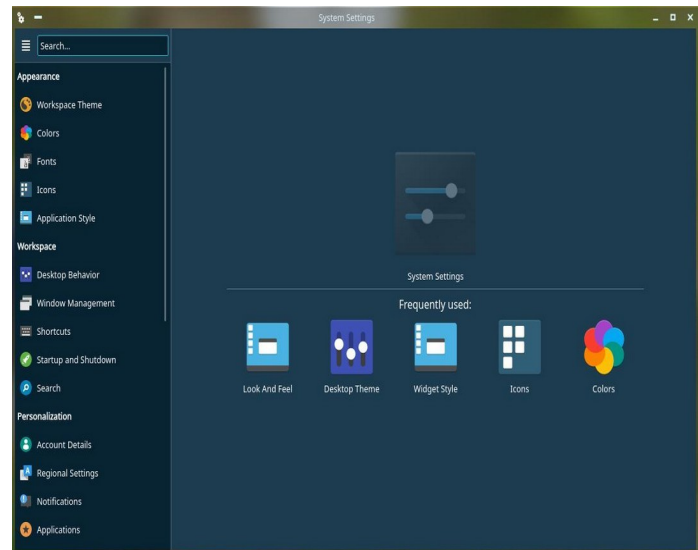 System Settings
Search...
Appearance
Workspace Theme
Colors
Fonts
Icons
Application Style
Workspace
Desktop Behavior
Window Management
Shortcuts
Startup and Shutdown
Search
Personalization
Account Details
Regional Settings
Notifications
Applications
System Settings
Frequently used:
Look And Feel
Desktop Theme
Widget Style
Icons
Colors